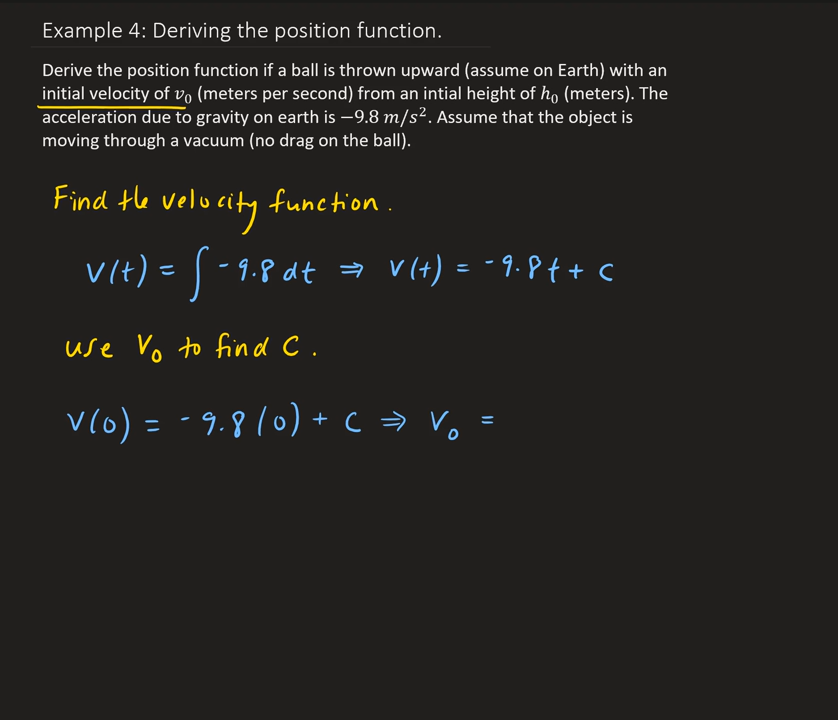 Example 4: Deriving the position function.
Derive the position function if a ball is thrown upward (assume on Earth) with an
initial velocity of v₀ (meters per second) from an intial height of h₀ (meters). The
acceleration due to gravity on earth is −9.8 m/s². Assume that the object is
moving through a vacuum (no drag on the ball).
Find the velocity function.
V(t) = ∫ -9.8 dt ⇒ V(t) = -9.8t + C
use V₀ to find C.
V(0) = -9.8(0) + C ⇒ V₀ =